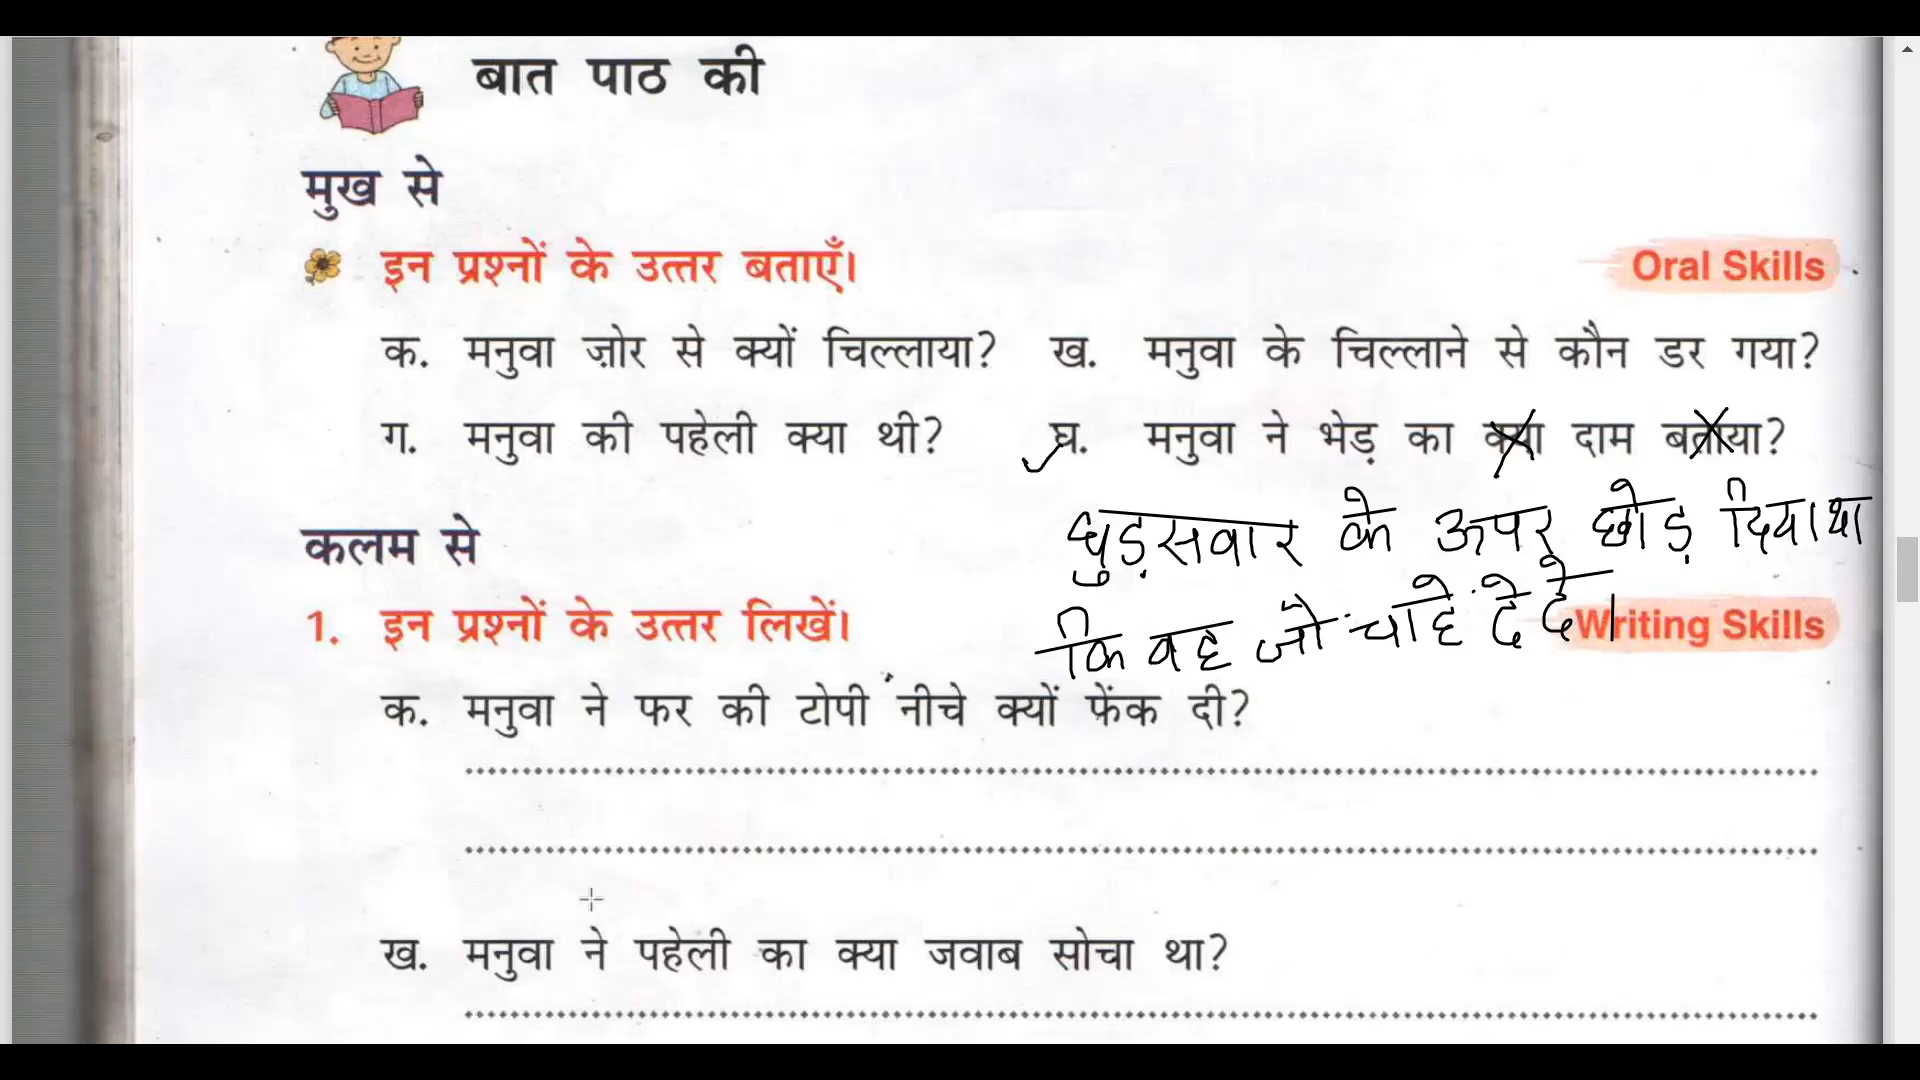 बात पाठ की
मुख से
इन प्रश्नों के उत्तर बताएँ। Oral Skills
क. मनुवा ज़ोर से क्यों चिल्लाया? ख. मनुवा के चिल्लाने से कौन डर गया?
ग. मनुवा की पहेली क्या थी? घ. मनुवा ने भेड़ का क्या दाम बताया?
घुड़सवार के ऊपर छोड़ दिया था
कि वह जो चाहे दे दे।
कलम से
1. इन प्रश्नों के उत्तर लिखें। Writing Skills
क. मनुवा ने फर की टोपी नीचे क्यों फेंक दी?
ख. मनुवा ने पहेली का क्या जवाब सोचा था?